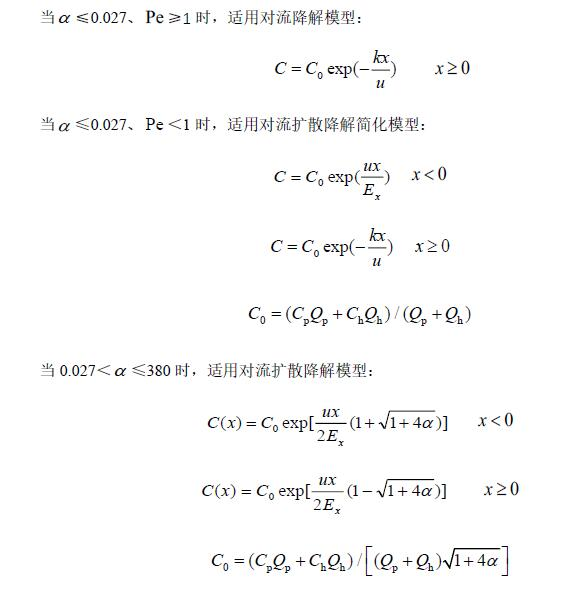 当 α ≤0.027、 Pe ≥1 时，适用对流降解模型：
C = C₀ exp(−kx/u)    x ≥ 0
当 α ≤0.027、 Pe ＜1 时，适用对流扩散降解简化模型：
C = C₀ exp(ux/Eₓ)    x < 0
C = C₀ exp(−kx/u)    x ≥ 0
C₀ = (CₚQₚ + CₕQₕ) / (Qₚ + Qₕ)
当 0.027＜ α ≤380 时，适用对流扩散降解模型：
C(x) = C₀ exp[ux/2Eₓ (1 + √(1 + 4α))]    x < 0
C(x) = C₀ exp[ux/2Eₓ (1 − √(1 + 4α))]    x ≥ 0
C₀ = (CₚQₚ + CₕQₕ) / [(Qₚ + Qₕ)√(1 + 4α)]